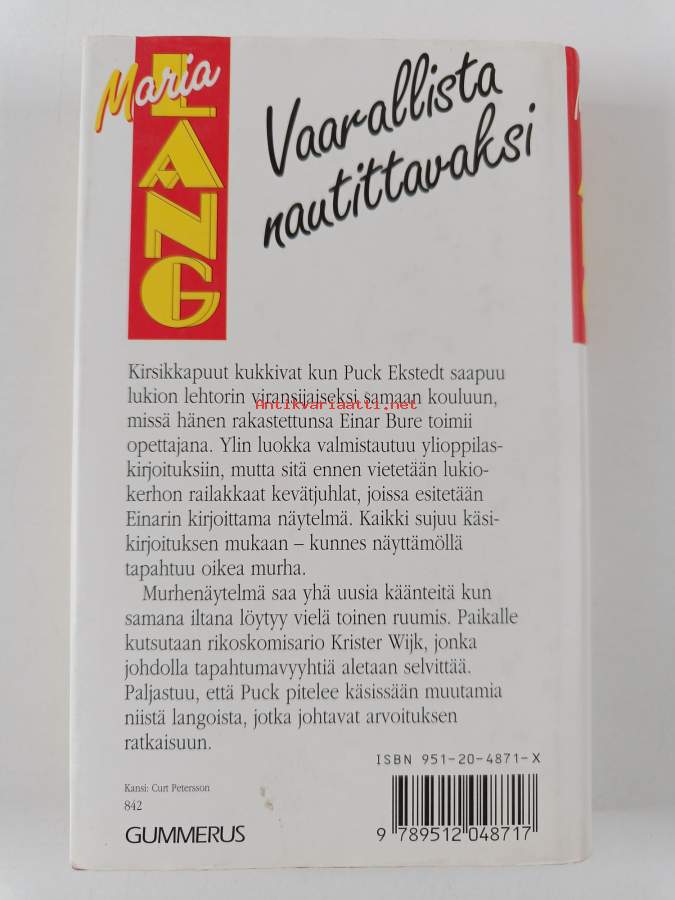 Maria
LANG
Vaarallista
nautittavaksi
Kirsikkapuut kukkivat kun Puck Ekstedt saapuu
lukion lehtorin viransijaiseksi samaan kouluun,
Antikvariaatti.net
missä hänen rakastettunsa Einar Bure toimii
opettajana. Ylin luokka valmistautuu ylioppilas-
kirjoituksiin, mutta sitä ennen vietetään lukio-
kerhon railakkaat kevätjuhlat, joissa esitetään
Einarin kirjoittama näytelmä. Kaikki sujuu käsi-
kirjoituksen mukaan – kunnes näyttämöllä
tapahtuu oikea murha.
Murhenäytelmä saa yhä uusia käänteitä kun
samana iltana löytyy vielä toinen ruumis. Paikalle
kutsutaan rikoskomisario Krister Wijk, jonka
johdolla tapahtumavyyhtiä aletaan selvittää.
Paljastuu, että Puck pitelee käsissään muutamia
niistä langoista, jotka johtavat arvoituksen
ratkaisuun.
ISBN 951-20-4871-X
Kansi: Curt Petersson
842
GUMMERUS
9 789512 048717